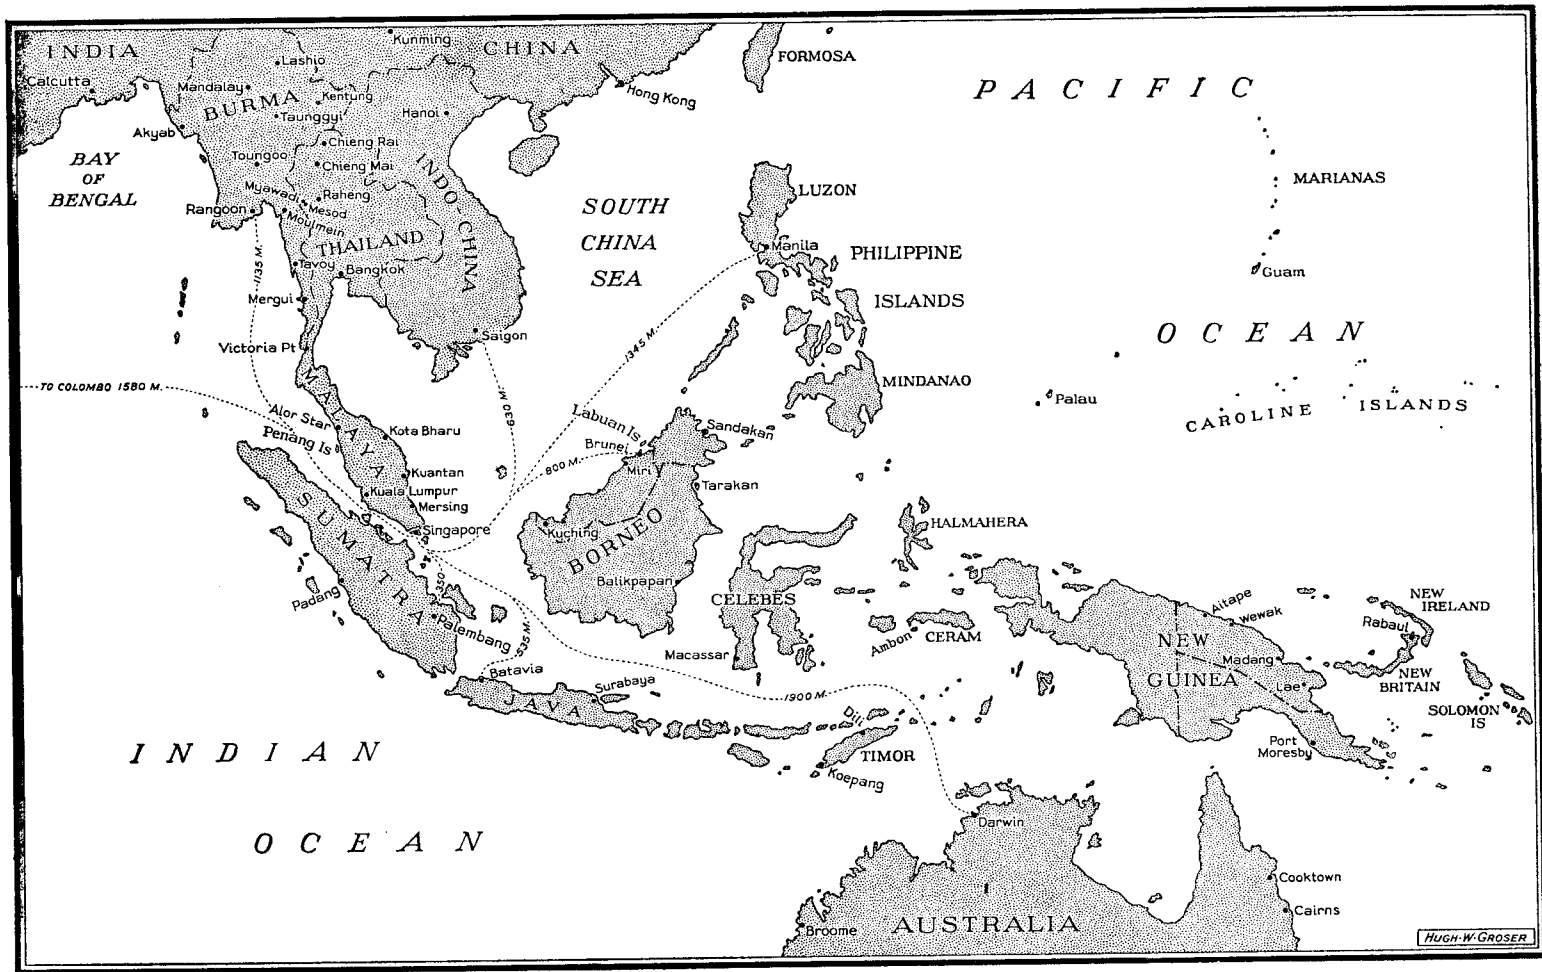 INDIA
Calcutta
Lashio
Kunming
CHINA
FORMOSA
Mandalay
BURMA
Kentung
Taunggyi
Hanoi
Hong Kong
PACIFIC
Akyab
BAY
OF
BENGAL
Toungoo
Chieng Rai
Chieng Mai
INDO-CHINA
Myawadi
Raheng
Mesod
Rangoon
Moulmein
THAILAND
LUZON
MARIANAS
SOUTH
CHINA
SEA
Manila
PHILIPPINE
ISLANDS
1135 M.
Tavoy
Bangkok
Guam
Mergui
Saigon
1345 M.
OCEAN
Victoria Pt
TO COLOMBO 1580 M.
MALAYA
630 M.
MINDANAO
Palau
CAROLINE ISLANDS
Alor Star
Penang Is
Kota Bharu
Labuan Is
Brunei
Sandakan
800 M.
Miri
Kuantan
Kuala Lumpur
Mersing
Tarakan
SUMATRA
Singapore
Kuching
BORNEO
HALMAHERA
350
Balikpapan
Padang
Palembang
CELEBES
Ambon
CERAM
NEW
GUINEA
Aitape
Wewak
NEW
IRELAND
Rabaul
535 M.
Macassar
Madang
NEW
BRITAIN
Batavia
Surabaya
JAVA
1900 M.
Lae
SOLOMON
IS
Dili
TIMOR
Koepang
Port
Moresby
INDIAN
OCEAN
Darwin
Cooktown
Cairns
Broome
AUSTRALIA
HUGH·W·GROSER